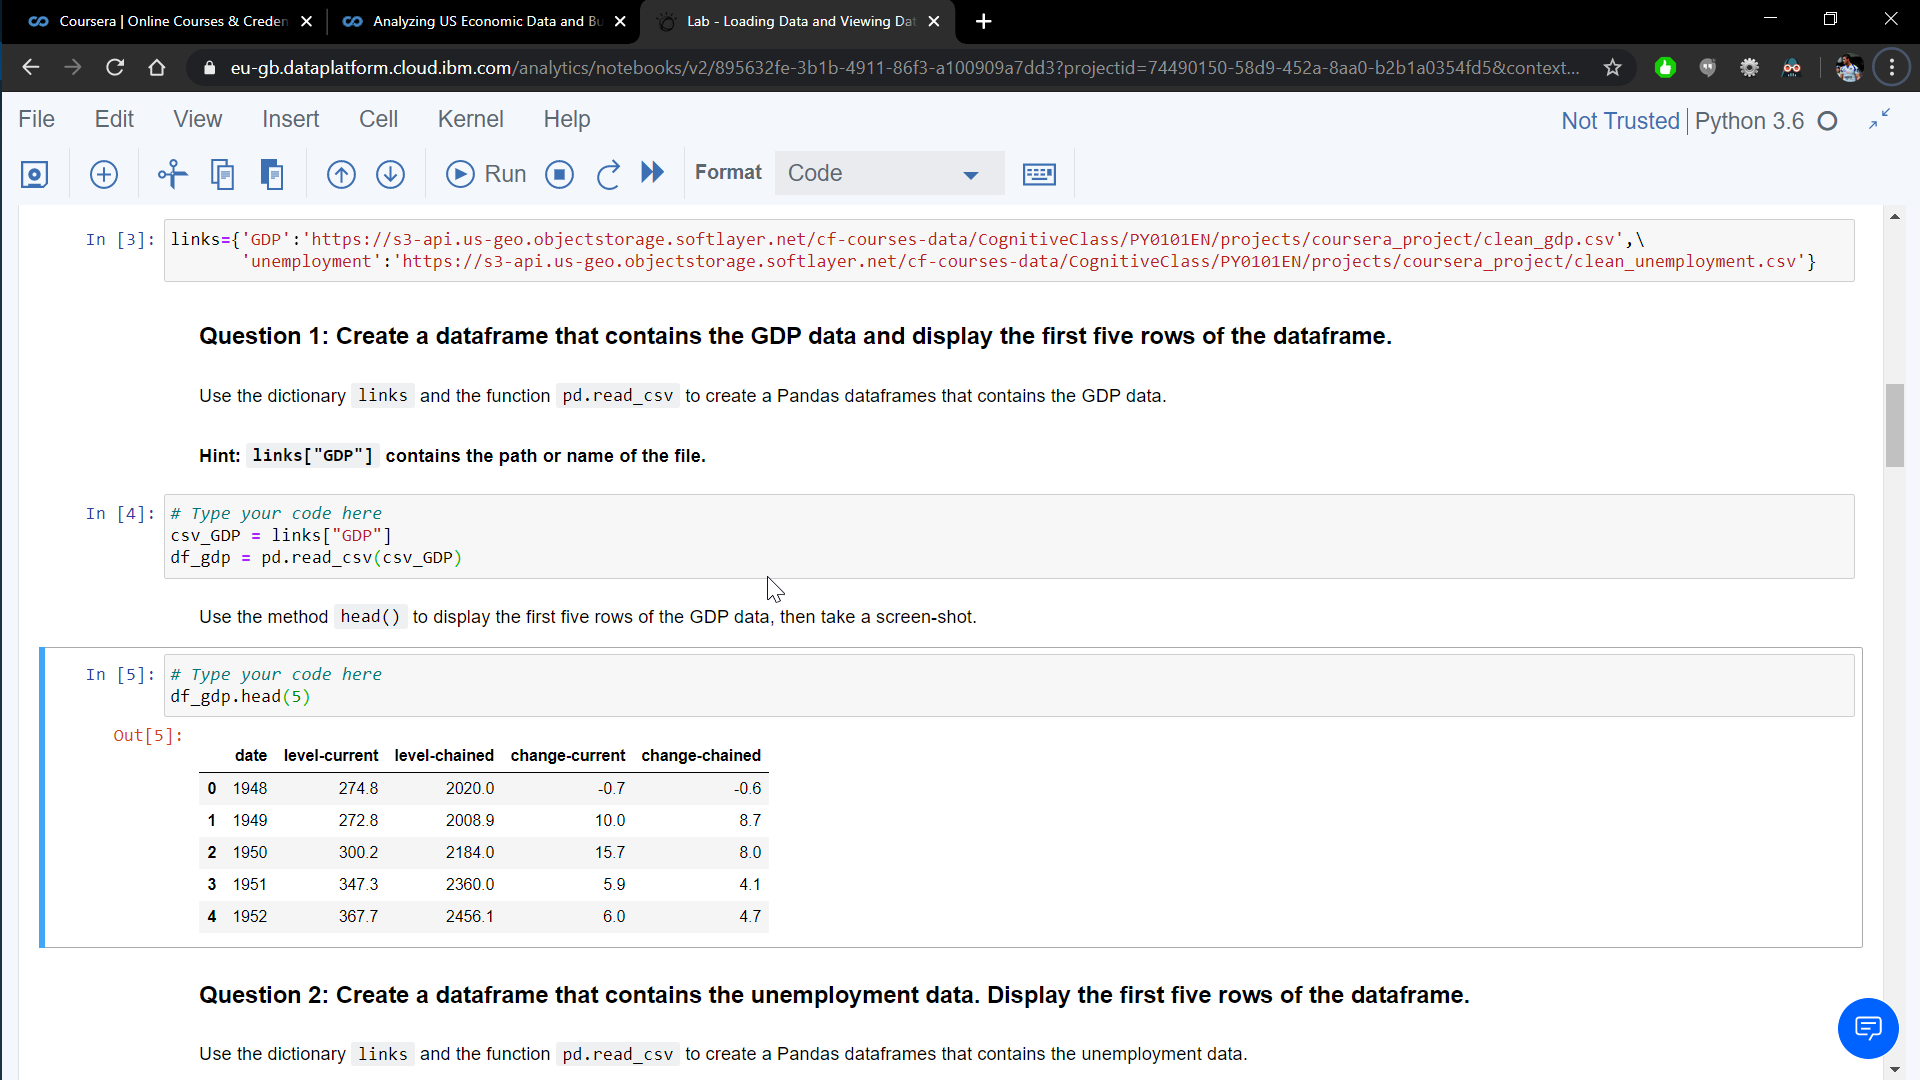 Coursera | Online Courses & Creden
Analyzing US Economic Data and Bu
Lab - Loading Data and Viewing Dat
eu-gb.dataplatform.cloud.ibm.com/analytics/notebooks/v2/895632fe-3b1b-4911-86f3-a100909a7dd3?projectid=74490150-58d9-452a-8aa0-b2b1a0354fd5&context...
File Edit View Insert Cell Kernel Help Not Trusted Python 3.6
Run Format Code
In [3]: links={'GDP':'https://s3-api.us-geo.objectstorage.softlayer.net/cf-courses-data/CognitiveClass/PY0101EN/projects/coursera_project/clean_gdp.csv',\
'unemployment':'https://s3-api.us-geo.objectstorage.softlayer.net/cf-courses-data/CognitiveClass/PY0101EN/projects/coursera_project/clean_unemployment.csv'}
Question 1: Create a dataframe that contains the GDP data and display the first five rows of the dataframe.
Use the dictionary links and the function pd.read_csv to create a Pandas dataframes that contains the GDP data.
Hint: links["GDP"] contains the path or name of the file.
In [4]: # Type your code here
csv_GDP = links["GDP"]
df_gdp = pd.read_csv(csv_GDP)
Use the method head() to display the first five rows of the GDP data, then take a screen-shot.
In [5]: # Type your code here
df_gdp.head(5)
Out[5]:
date level-current level-chained change-current change-chained
0 1948 274.8 2020.0 -0.7 -0.6
1 1949 272.8 2008.9 10.0 8.7
2 1950 300.2 2184.0 15.7 8.0
3 1951 347.3 2360.0 5.9 4.1
4 1952 367.7 2456.1 6.0 4.7
Question 2: Create a dataframe that contains the unemployment data. Display the first five rows of the dataframe.
Use the dictionary links and the function pd.read_csv to create a Pandas dataframes that contains the unemployment data.